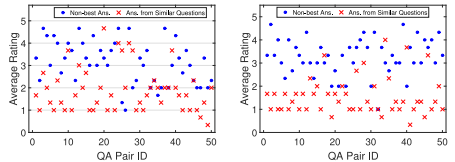 Non-best Ans. Ans. from Similar Questions
Average Rating
5
4
3
2
1
0
0 10 20 30 40 50
QA Pair ID
Non-best Ans. Ans. from Similar Questions
Average Rating
5
4
3
2
1
0
0 10 20 30 40 50
QA Pair ID